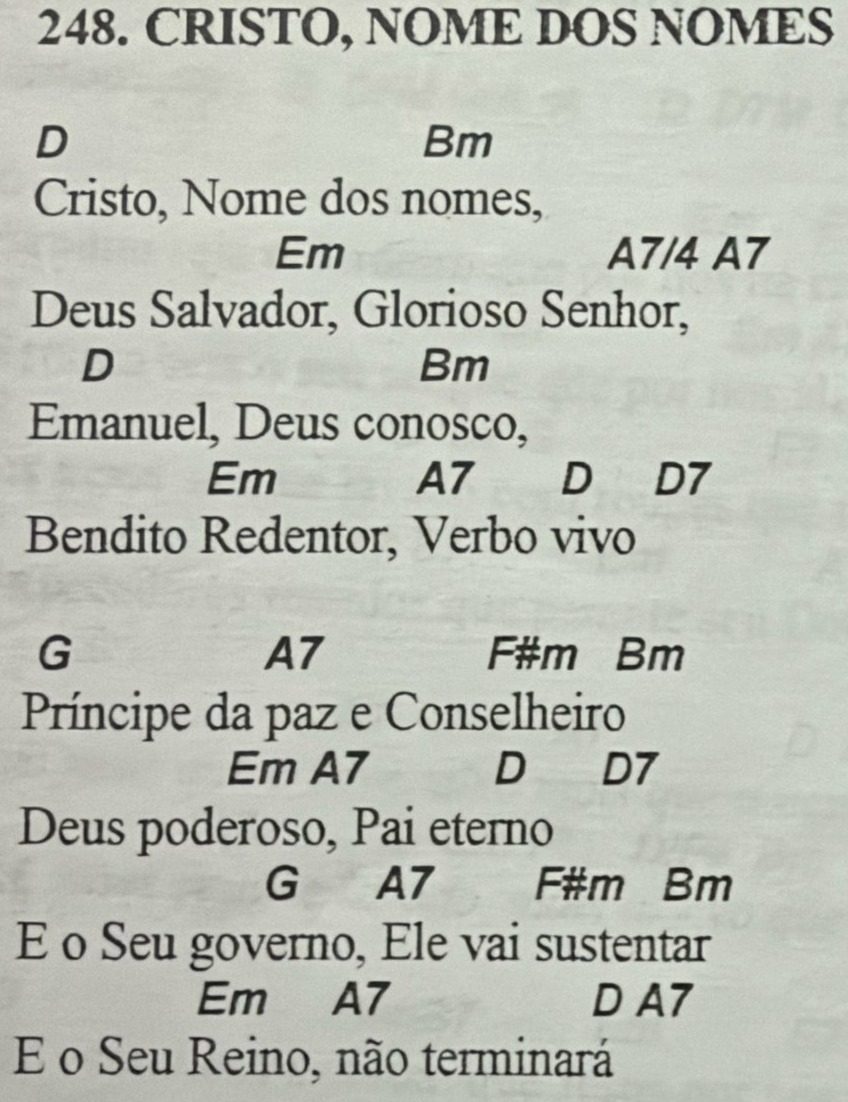 248. CRISTO, NOME DOS NOMES
D Bm
Cristo, Nome dos nomes,
Em A7/4 A7
Deus Salvador, Glorioso Senhor,
D Bm
Emanuel, Deus conosco,
Em A7 D D7
Bendito Redentor, Verbo vivo
G A7 F#m Bm
Príncipe da paz e Conselheiro
Em A7 D D7
Deus poderoso, Pai eterno
G A7 F#m Bm
E o Seu governo, Ele vai sustentar
Em A7 D A7
E o Seu Reino, não terminará